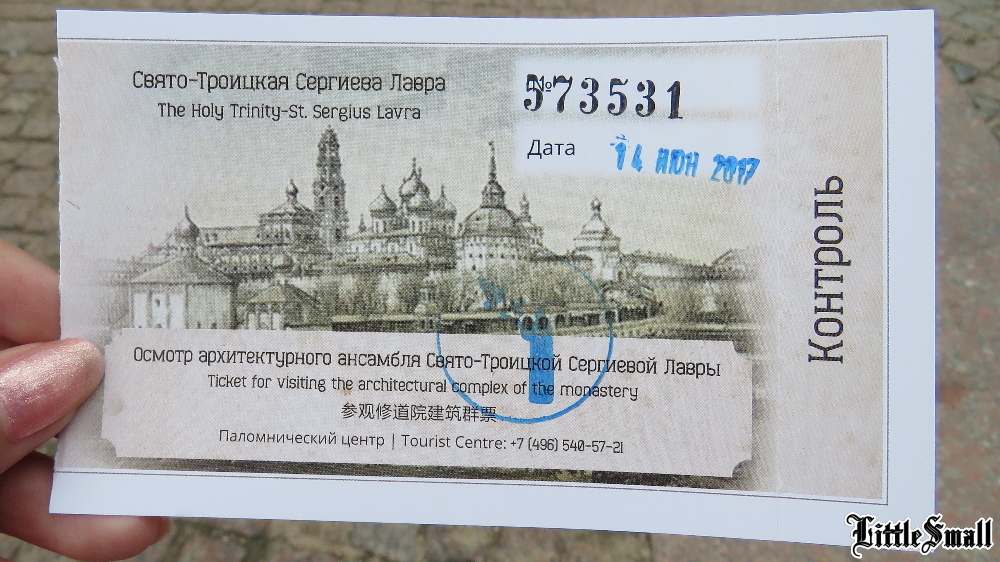 Свято-Троицкая Сергиева Лавра
The Holy Trinity-St. Sergius Lavra
№ 573531
Дата 14 ИЮН 2017
Контроль
Осмотр архитектурного ансамбля Свято-Троицкой Сергиевой Лавры
Ticket for visiting the architectural complex of the monastery
参观修道院建筑群票
Паломнический центр | Tourist Centre: +7 (496) 540-57-21
LittleSmall